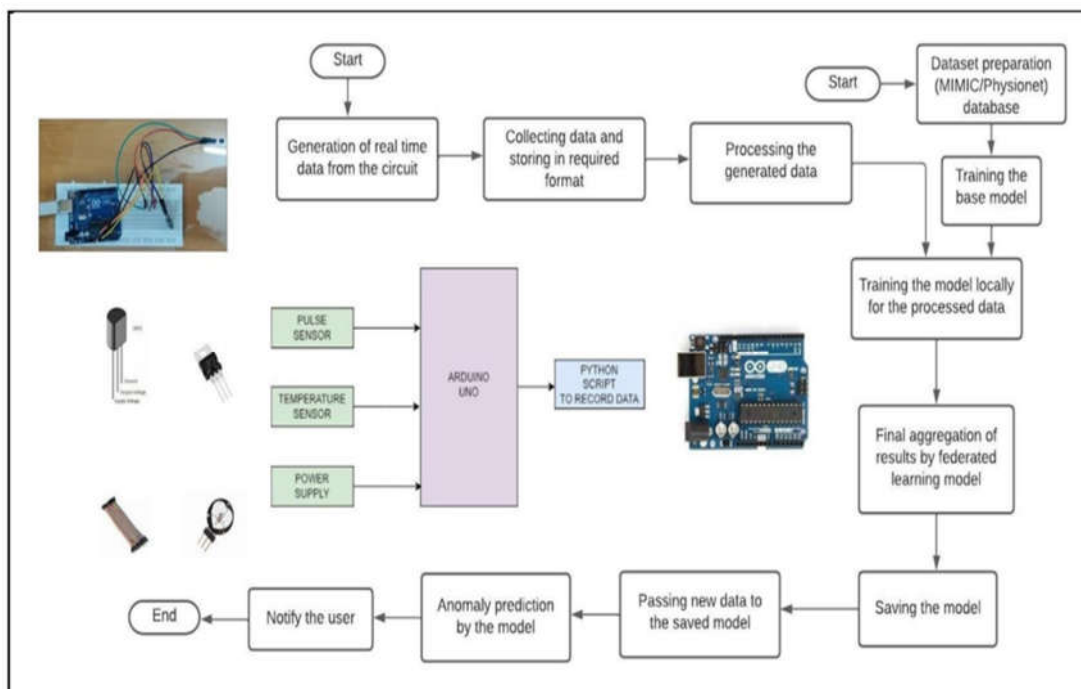 Start
Generation of real time
data from the circuit
Collecting data and
storing in required
format
Processing the
generated data
Start
Dataset preparation
(MIMIC/Physionet)
database
Training the
base model
Training the model locally
for the processed data
PULSE
SENSOR
TEMPERATURE
SENSOR
POWER
SUPPLY
ARDUINO
UNO
PYTHON
SCRIPT
TO RECORD DATA
Final aggregation of
results by federated
learning model
Saving the model
Passing new data to
the saved model
Anomaly prediction
by the model
Notify the user
End